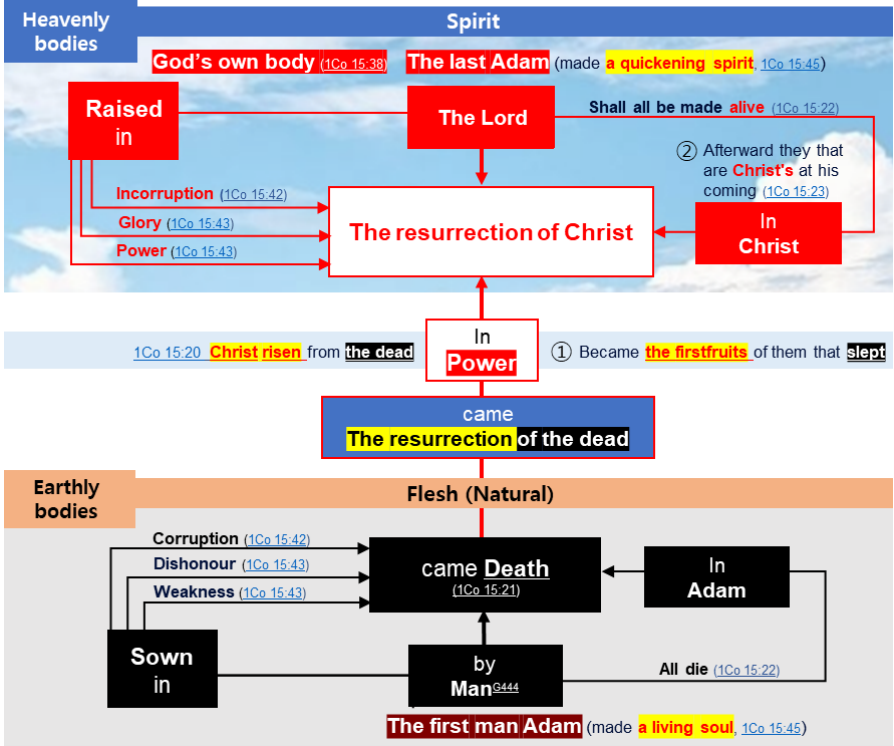 Heavenly
bodies
Spirit
God's own body (1Co 15:38)
The last Adam (made a quickening spirit, 1Co 15:45)
Raised
in
The Lord
Shall all be made alive (1Co 15:22)
② Afterward they that
are Christ's at his
coming (1Co 15:23)
Incorruption (1Co 15:42)
Glory (1Co 15:43)
Power (1Co 15:43)
The resurrection of Christ
In
Christ
1Co 15:20 Christ risen from the dead
In
Power
① Became the firstfruits of them that slept
came
The resurrection of the dead
Earthly
bodies
Flesh (Natural)
Corruption (1Co 15:42)
Dishonour (1Co 15:43)
Weakness (1Co 15:43)
came Death
(1Co 15:21)
In
Adam
Sown
in
by
Man G444
All die (1Co 15:22)
The first man Adam (made a living soul, 1Co 15:45)